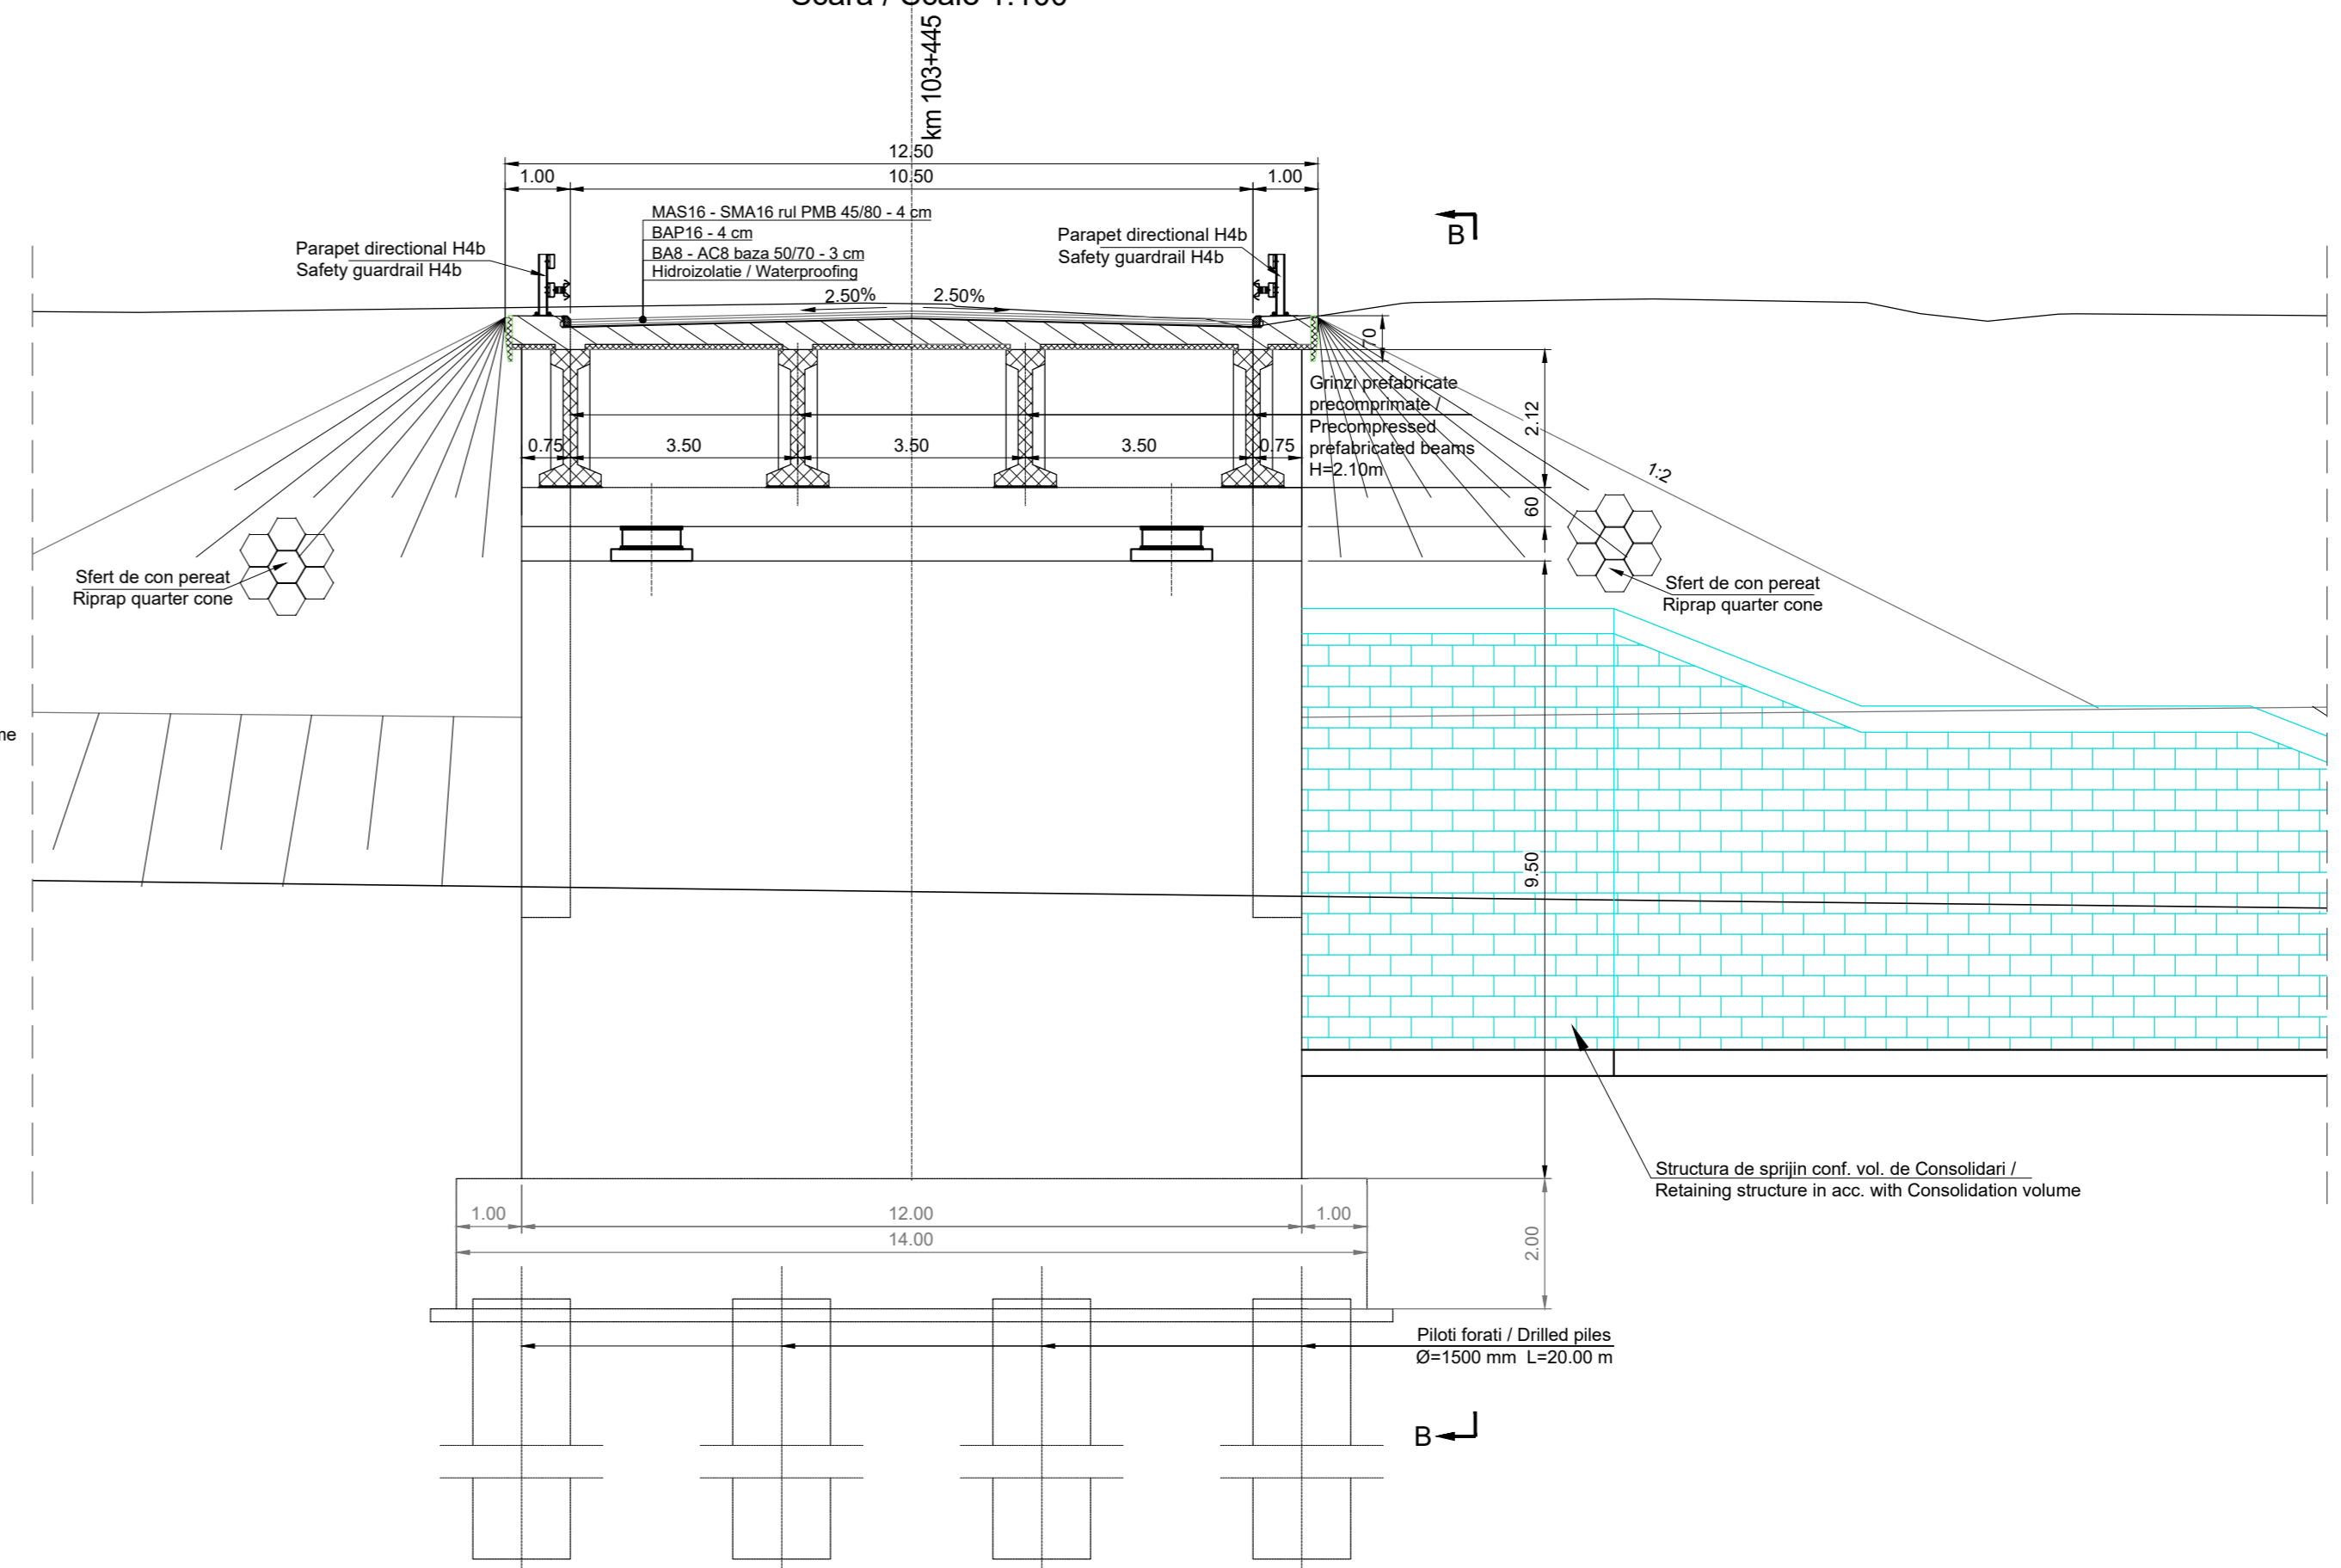 Scara / Scale 1:100
km 103+445
12.50
1.00
10.50
1.00
MAS16 - SMA16 rul PMB 45/80 - 4 cm
BAP16 - 4 cm
BA8 - AC8 baza 50/70 - 3 cm
Hidroizolatie / Waterproofing
Parapet directional H4b
Safety guardrail H4b
Parapet directional H4b
Safety guardrail H4b
B
2.50%
2.50%
70
Grinzi prefabricate
precomprimate /
Precompressed
prefabricated beams
H=2.10m
2.12
0.75
3.50
3.50
3.50
0.75
1:2
60
Sfert de con pereat
Riprap quarter cone
Sfert de con pereat
Riprap quarter cone
9.50
Structura de sprijin conf. vol. de Consolidari /
Retaining structure in acc. with Consolidation volume
1.00
12.00
1.00
14.00
2.00
Piloti forati / Drilled piles
Ø=1500 mm L=20.00 m
B